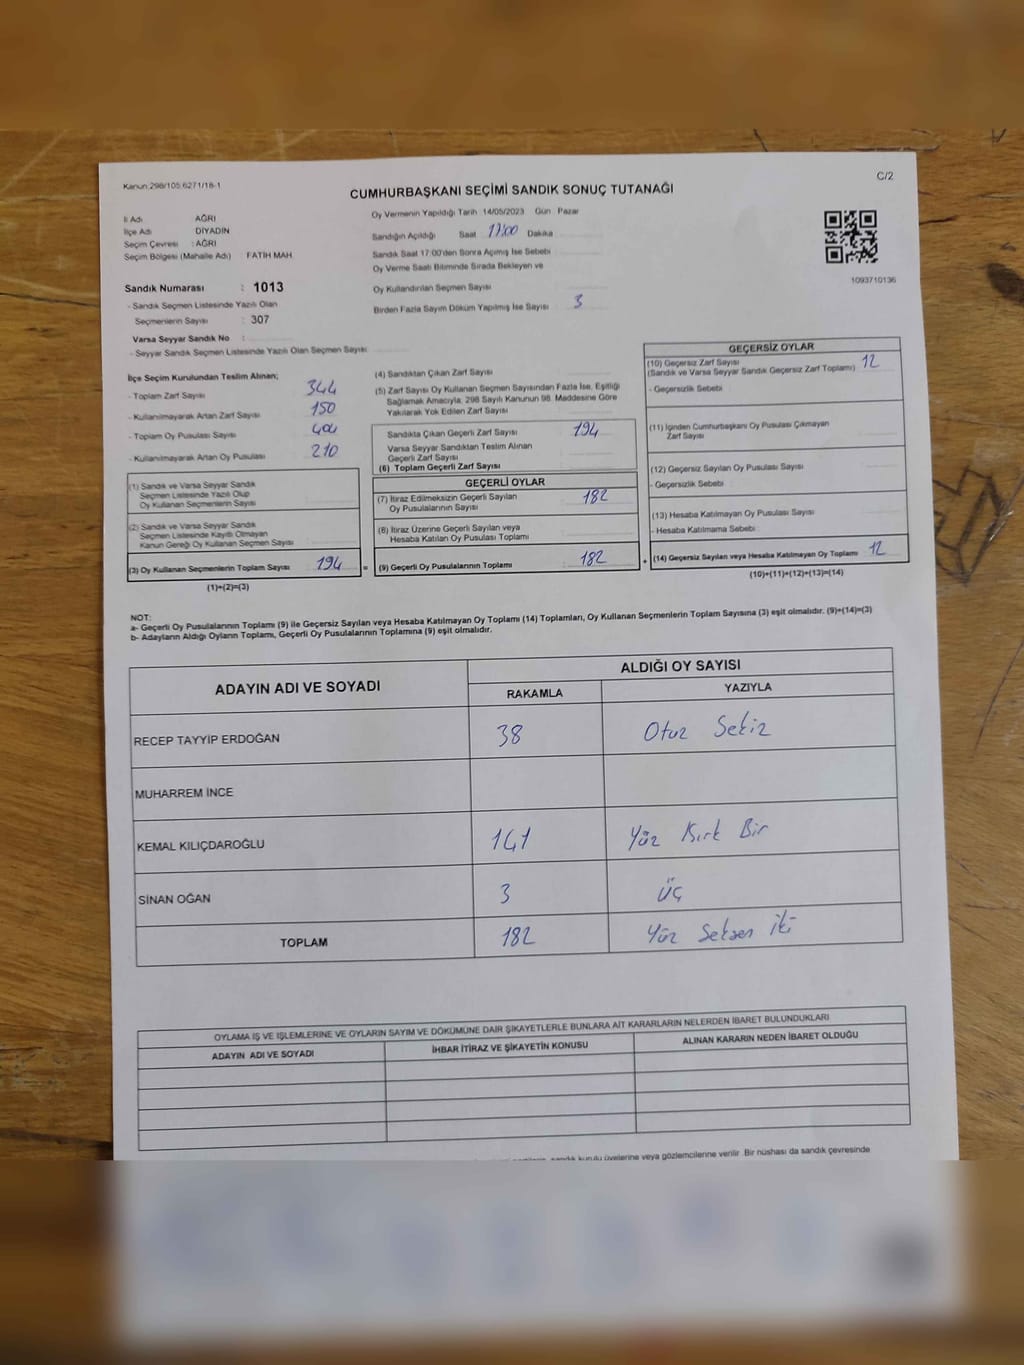 Kanun:298/105;6271/18-1
C/2
CUMHURBAŞKANI SEÇİMİ SANDIK SONUÇ TUTANAĞI
İl Adı AĞRI
İlçe Adı DİYADİN
Seçim Çevresi : AĞRI
Seçim Bölgesi (Mahalle Adı) FATİH MAH.
Oy Vermenin Yapıldığı Tarih 14/05/2023 Gün Pazar
Sandığın Açıldığı Saat 17:00 Dakika
Sandık Saat 17:00'den Sonra Açılmış İse Sebebi
Oy Verme Saati Bitiminde Sırada Bekleyen ve
Oy Kullandırılan Seçmen Sayısı
Birden Fazla Sayım Döküm Yapılmış İse Sayısı 3
1093710136
Sandık Numarası : 1013
- Sandık Seçmen Listesinde Yazılı Olan
Seçmenlerin Sayısı : 307
Varsa Seyyar Sandık No :
- Seyyar Sandık Seçmen Listesinde Yazılı Olan Seçmen Sayısı
İlçe Seçim Kurulundan Teslim Alınan;
- Toplam Zarf Sayısı 344
- Kullanılmayarak Artan Zarf Sayısı 150
- Toplam Oy Pusulası Sayısı 404
- Kullanılmayarak Artan Oy Pusulası 210
(1) Sandık ve Varsa Seyyar Sandık
Seçmen Listesinde Yazılı Olup
Oy Kullanan Seçmenlerin Sayısı
(2) Sandık ve Varsa Seyyar Sandık
Seçmen Listesinde Kayıtlı Olmayan
Kanun Gereği Oy Kullanan Seçmen Sayısı
(3) Oy Kullanan Seçmenlerin Toplam Sayısı 194 =
(1)+(2)=(3)
(4) Sandıktan Çıkan Zarf Sayısı
(5) Zarf Sayısı Oy Kullanan Seçmen Sayısından Fazla İse, Eşitliği
Sağlamak Amacıyla, 298 Sayılı Kanunun 98. Maddesine Göre
Yakılarak Yok Edilen Zarf Sayısı
Sandıkta Çıkan Geçerli Zarf Sayısı 194
Varsa Seyyar Sandıktan Teslim Alınan
Geçerli Zarf Sayısı
(6) Toplam Geçerli Zarf Sayısı
GEÇERLİ OYLAR
(7) İtiraz Edilmeksizin Geçerli Sayılan
Oy Pusulalarının Sayısı 182
(8) İtiraz Üzerine Geçerli Sayılan veya
Hesaba Katılan Oy Pusulası Toplamı
(9) Geçerli Oy Pusulalarının Toplamı : 182 +
GEÇERSİZ OYLAR
(10) Geçersiz Zarf Sayısı 12
(Sandık ve Varsa Seyyar Sandık Geçersiz Zarf Toplamı)
- Geçersizlik Sebebi :
(11) İçinden Cumhurbaşkanı Oy Pusulası Çıkmayan
Zarf Sayısı
(12) Geçersiz Sayılan Oy Pusulası Sayısı
- Geçersizlik Sebebi :
(13) Hesaba Katılmayan Oy Pusulası Sayısı
- Hesaba Katılmama Sebebi :
(14) Geçersiz Sayılan veya Hesaba Katılmayan Oy Toplamı 12
(10)+(11)+(12)+(13)=(14)
NOT:
a- Geçerli Oy Pusulalarının Toplamı (9) ile Geçersiz Sayılan veya Hesaba Katılmayan Oy Toplamı (14) Toplamları, Oy Kullanan Seçmenlerin Toplam Sayısına (3) eşit olmalıdır. (9)+(14)=(3)
b- Adayların Aldığı Oyların Toplamı, Geçerli Oy Pusulalarının Toplamına (9) eşit olmalıdır.
ADAYIN ADI VE SOYADI ALDIĞI OY SAYISI
RAKAMLA YAZIYLA
RECEP TAYYİP ERDOĞAN 38 Otuz Sekiz
MUHARREM İNCE
KEMAL KILIÇDAROĞLU 141 Yüz Kırk Bir
SİNAN OĞAN 3 üç
TOPLAM 182 Yüz Seksen İki
OYLAMA İŞ VE İŞLEMLERİNE VE OYLARIN SAYIM VE DÖKÜMÜNE DAİR ŞİKAYETLERLE BUNLARA AİT KARARLARIN NELERDEN İBARET BULUNDUKLARI
ADAYIN ADI VE SOYADI İHBAR İTİRAZ VE ŞİKAYETİN KONUSU ALINAN KARARIN NEDEN İBARET OLDUĞU
sandık kurulu üyelerine veya gözlemcilerine verilir. Bir nüshası da sandık çevresinde